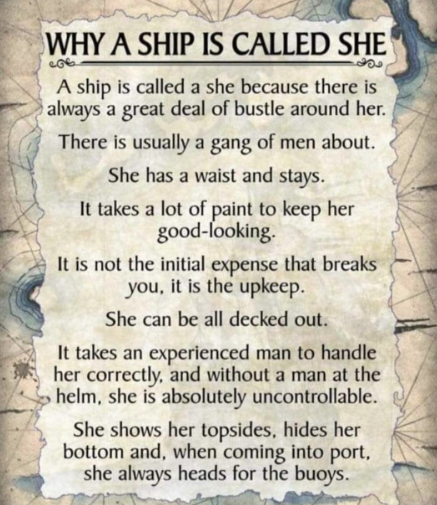 WHY A SHIP IS CALLED SHE
A ship is called a she because there is
always a great deal of bustle around her.
There is usually a gang of men about.
She has a waist and stays.
It takes a lot of paint to keep her
good-looking.
It is not the initial expense that breaks
you, it is the upkeep.
She can be all decked out.
It takes an experienced man to handle
her correctly, and without a man at the
helm, she is absolutely uncontrollable.
She shows her topsides, hides her
bottom and, when coming into port,
she always heads for the buoys.